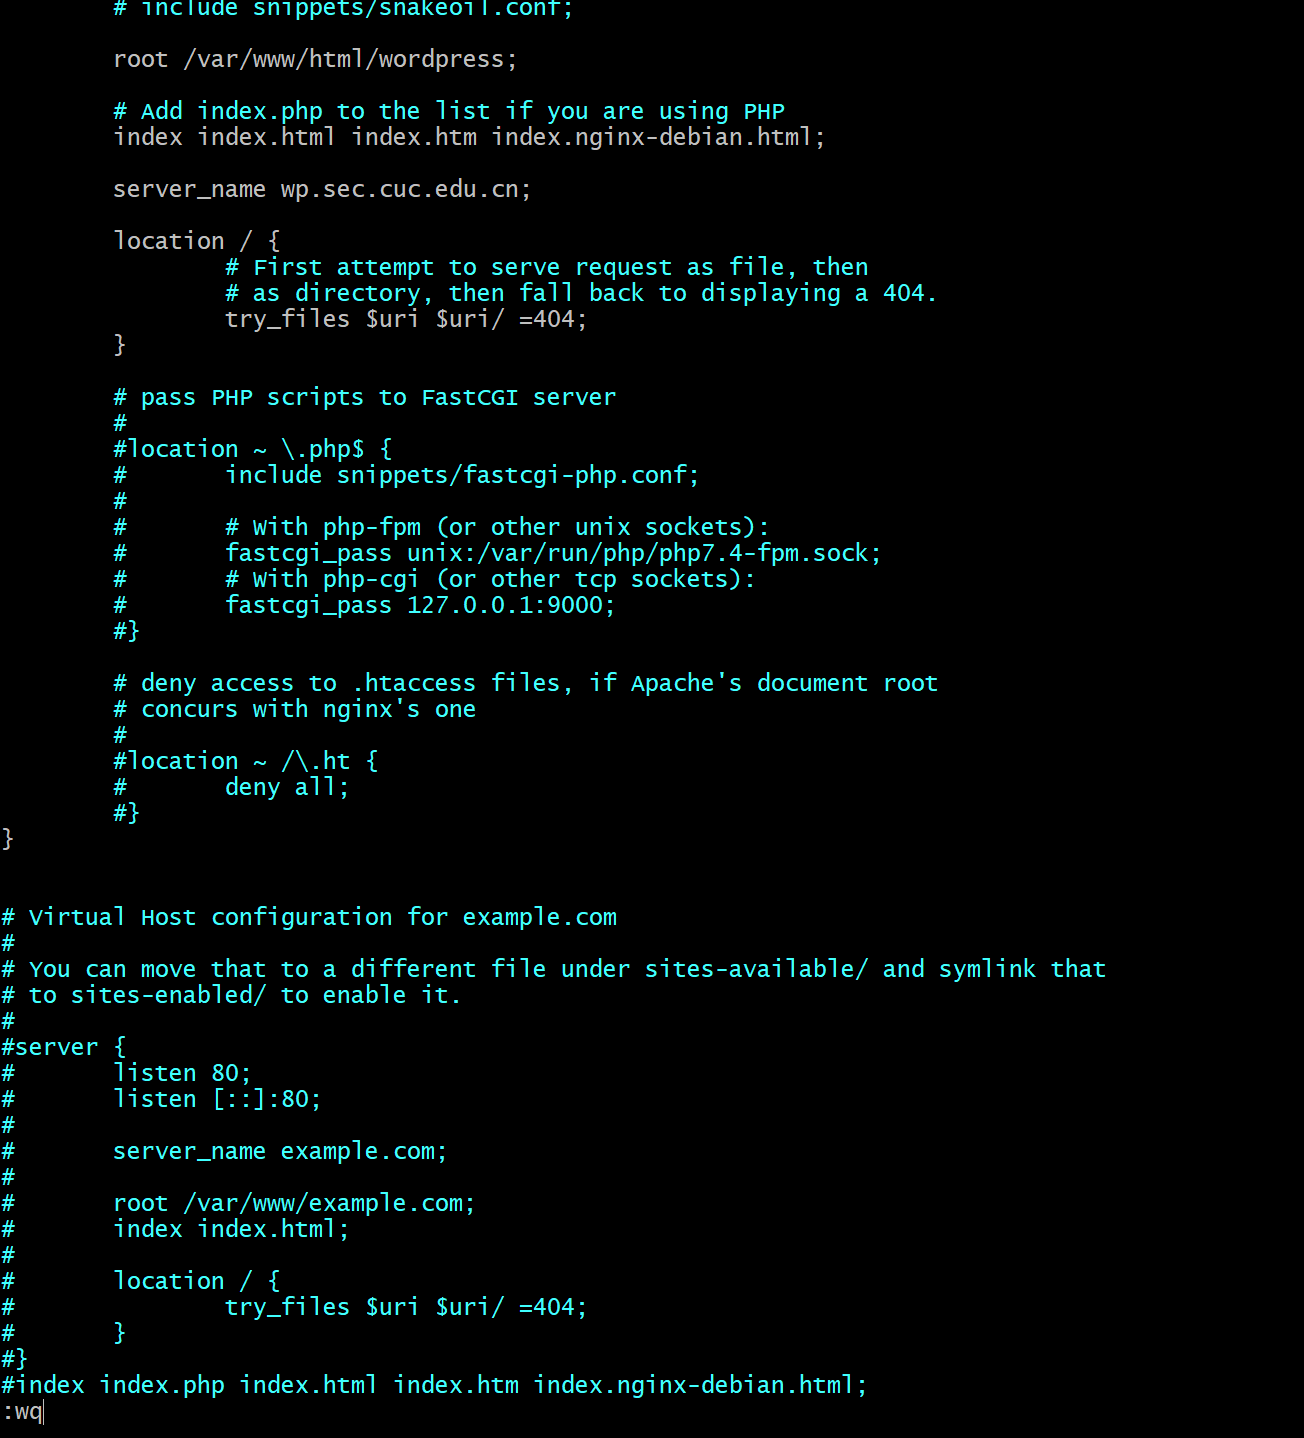 # include snippets/snakeoil.conf;
root /var/www/html/wordpress;
# Add index.php to the list if you are using PHP
index index.html index.htm index.nginx-debian.html;
server_name wp.sec.cuc.edu.cn;
location / {
# First attempt to serve request as file, then
# as directory, then fall back to displaying a 404.
try_files $uri $uri/ =404;
}
# pass PHP scripts to FastCGI server
#
#location ~ \.php$ {
#       include snippets/fastcgi-php.conf;
#
#       # With php-fpm (or other unix sockets):
#       fastcgi_pass unix:/var/run/php/php7.4-fpm.sock;
#       # With php-cgi (or other tcp sockets):
#       fastcgi_pass 127.0.0.1:9000;
#}
# deny access to .htaccess files, if Apache's document root
# concurs with nginx's one
#
#location ~ /\.ht {
#       deny all;
#}
}
# Virtual Host configuration for example.com
#
# You can move that to a different file under sites-available/ and symlink that
# to sites-enabled/ to enable it.
#
#server {
#       listen 80;
#       listen [::]:80;
#
#       server_name example.com;
#
#       root /var/www/example.com;
#       index index.html;
#
#       location / {
#               try_files $uri $uri/ =404;
#       }
#}
#index index.php index.html index.htm index.nginx-debian.html;
:wq